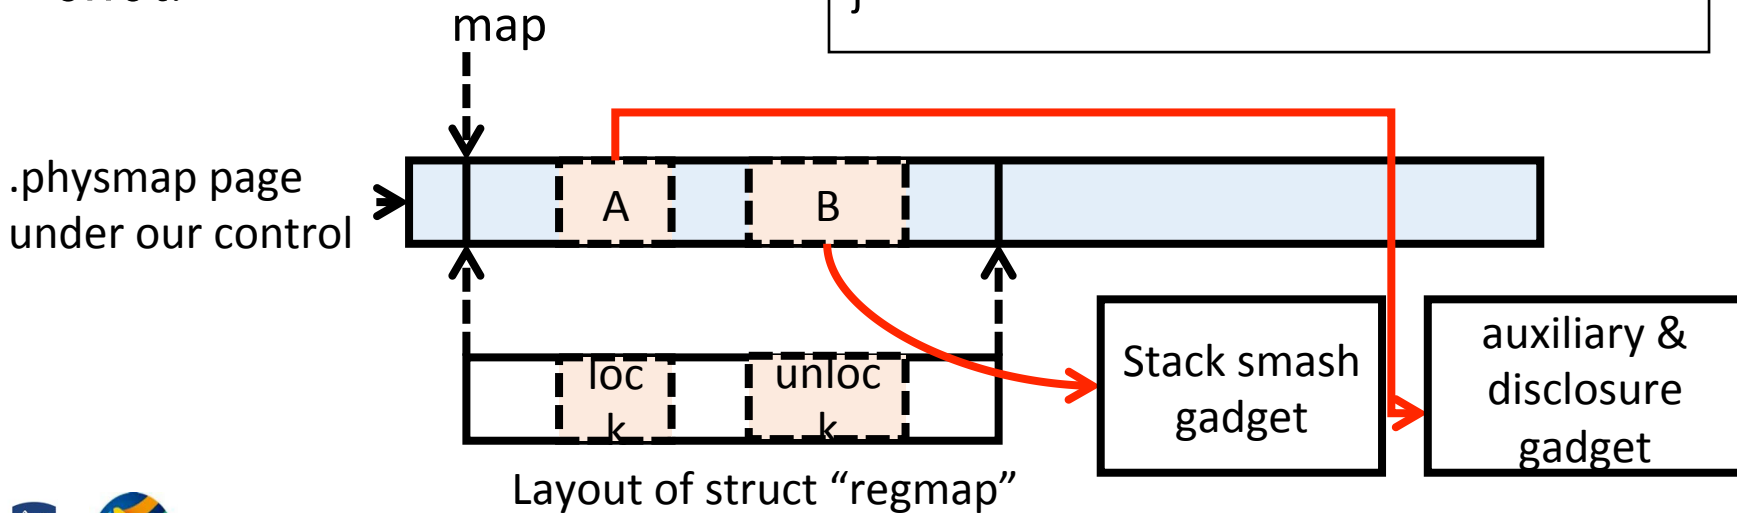 map
}
.physmap page
under our control
A
B
loc
k
unloc
k
Stack smash
gadget
auxiliary &
disclosure
gadget
Layout of struct “regmap”